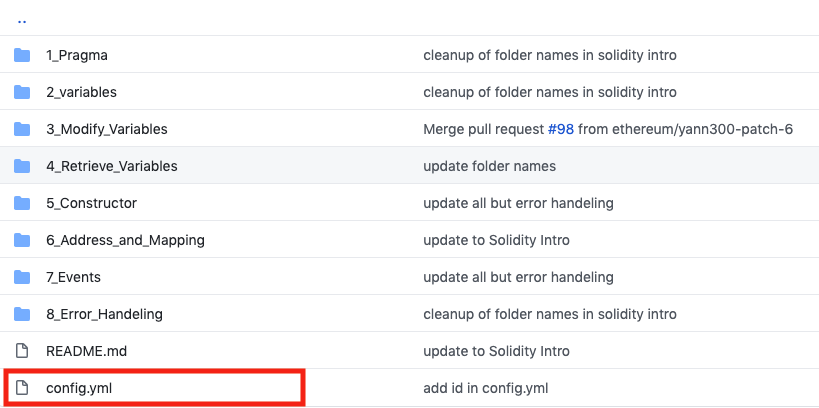 ..
1_Pragma cleanup of folder names in solidity intro
2_variables cleanup of folder names in solidity intro
3_Modify_Variables Merge pull request #98 from ethereum/yann300-patch-6
4_Retrieve_Variables update folder names
5_Constructor update all but error handeling
6_Address_and_Mapping update to Solidity Intro
7_Events update all but error handeling
8_Error_Handeling cleanup of folder names in solidity intro
README.md update to Solidity Intro
config.yml add id in config.yml